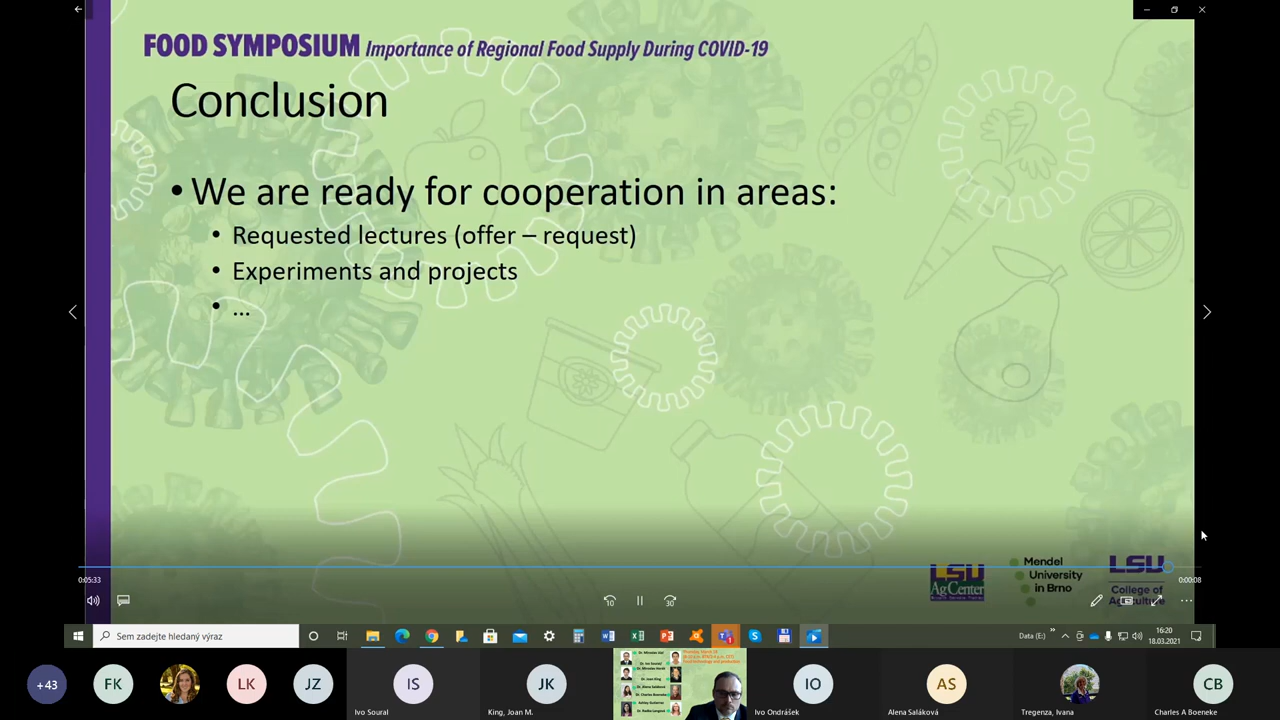 FOOD SYMPOSIUM Importance of Regional Food Supply During COVID-19
Conclusion
• We are ready for cooperation in areas:
• Requested lectures (offer – request)
• Experiments and projects
• ...
0:05:33
0:00:08
LSU
AgCenter
Mendel
University
in Brno
LSU
College of
Agriculture
10
30
Sem zadejte hledaný výraz
Data (E:)
16:20
18.03.2021
+43
FK
LK
JZ
IS
Ivo Soural
JK
King, Joan M.
IO
Ivo Ondrášek
AS
Alena Saláková
Tregenza, Ivana
CB
Charles A Boeneke